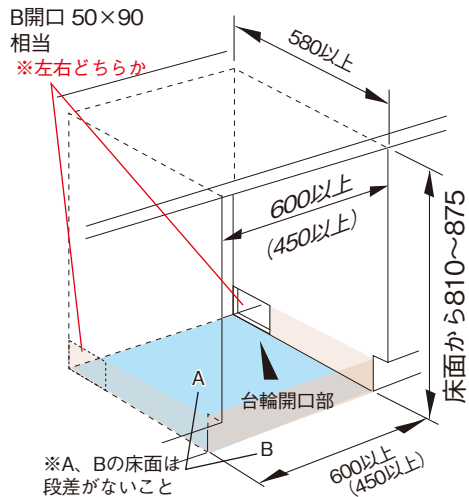 B開口 50×90
相当
※左右どちらか
580以上
600以上
(450以上)
床面から810〜875
A
台輪開口部
B
※A、Bの床面は
段差がないこと
600以上
(450以上)